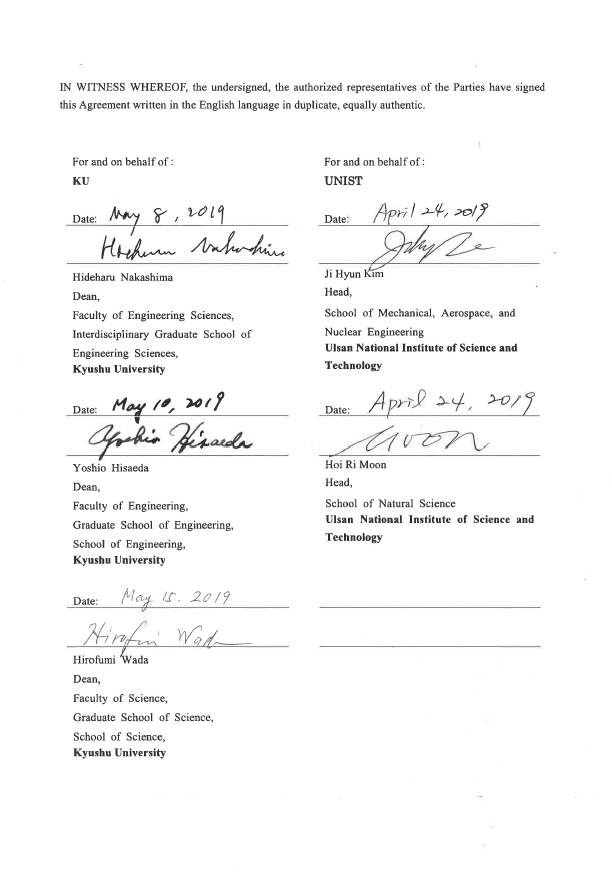 IN WITNESS WHEREOF, the undersigned, the authorized representatives of the Parties have signed
this Agreement written in the English language in duplicate, equally authentic.
For and on behalf of :
KU
Date: May 8, 2019
Hideharu Nakashima
Dean,
Faculty of Engineering Sciences,
Interdisciplinary Graduate School of
Engineering Sciences,
Kyushu University
Date: May 10, 2019
Yoshio Hisaeda
Yoshio Hisaeda
Dean,
Faculty of Engineering,
Graduate School of Engineering,
School of Engineering,
Kyushu University
Date: May 15. 2019
Hirofumi Wada
Hirofumi Wada
Dean,
Faculty of Science,
Graduate School of Science,
School of Science,
Kyushu University
For and on behalf of :
UNIST
Date: April 24, 2019
Ji Hyun Kim
Head,
School of Mechanical, Aerospace, and
Nuclear Engineering
Ulsan National Institute of Science and
Technology
Date: April 24, 2019
Moon
Hoi Ri Moon
Head,
School of Natural Science
Ulsan National Institute of Science and
Technology